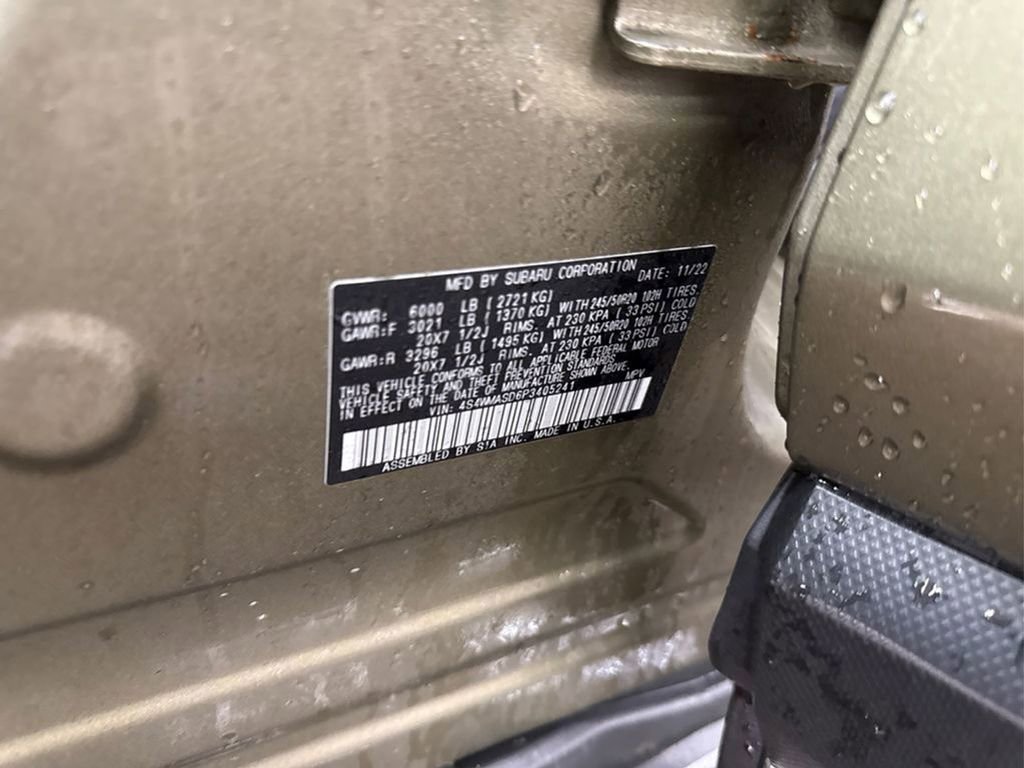 MFD BY SUBARU CORPORATION DATE: 11/22
GVWR: 6000 LB ( 2721 KG)
GAWR:F 3021 LB ( 1370 KG) WITH 245/50R20 102H TIRES,
20X7 1/2J RIMS, AT 230 KPA ( 33 PSI) COLD
GAWR:R 3296 LB ( 1495 KG) WITH 245/50R20 102H TIRES,
20X7 1/2J RIMS, AT 230 KPA ( 33 PSI) COLD
THIS VEHICLE CONFORMS TO ALL APPLICABLE FEDERAL MOTOR
VEHICLE SAFETY AND THEFT PREVENTION STANDARDS
IN EFFECT ON THE DATE OF MANUFACTURE SHOWN ABOVE.
VIN: 4S4WMASD6P3405241 MPV
ASSEMBLED BY SIA INC. MADE IN U.S.A.